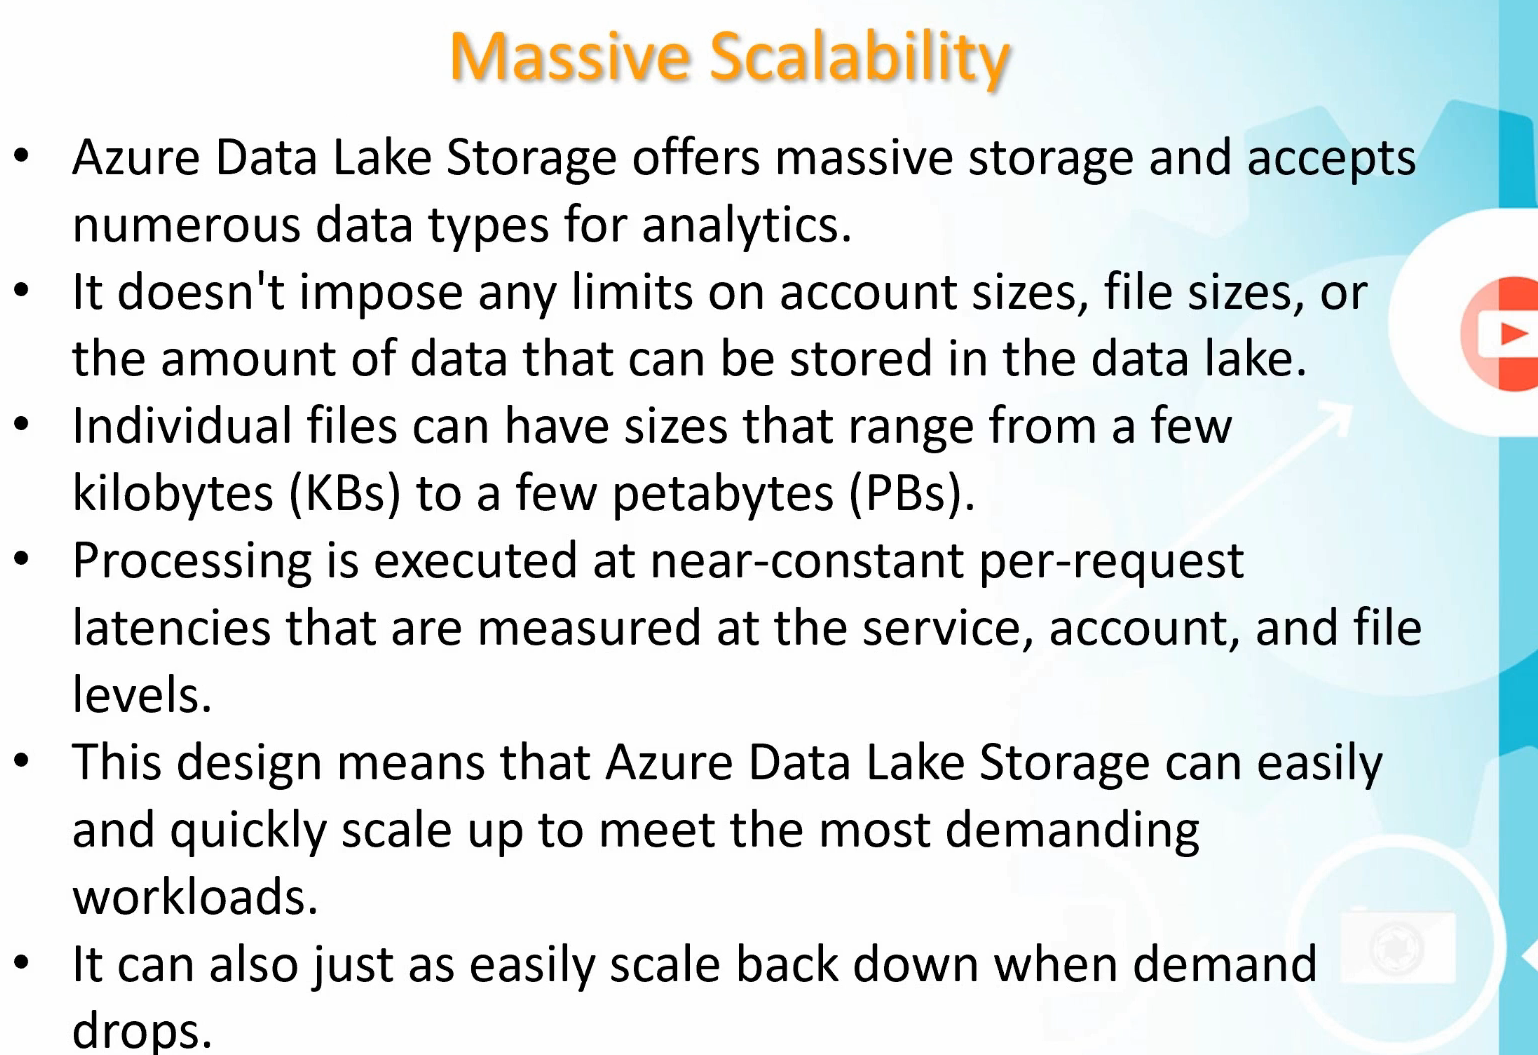 Massive Scalability
• Azure Data Lake Storage offers massive storage and accepts
numerous data types for analytics.
• It doesn't impose any limits on account sizes, file sizes, or
the amount of data that can be stored in the data lake.
• Individual files can have sizes that range from a few
kilobytes (KBs) to a few petabytes (PBs).
• Processing is executed at near-constant per-request
latencies that are measured at the service, account, and file
levels.
• This design means that Azure Data Lake Storage can easily
and quickly scale up to meet the most demanding
workloads.
• It can also just as easily scale back down when demand
drops.